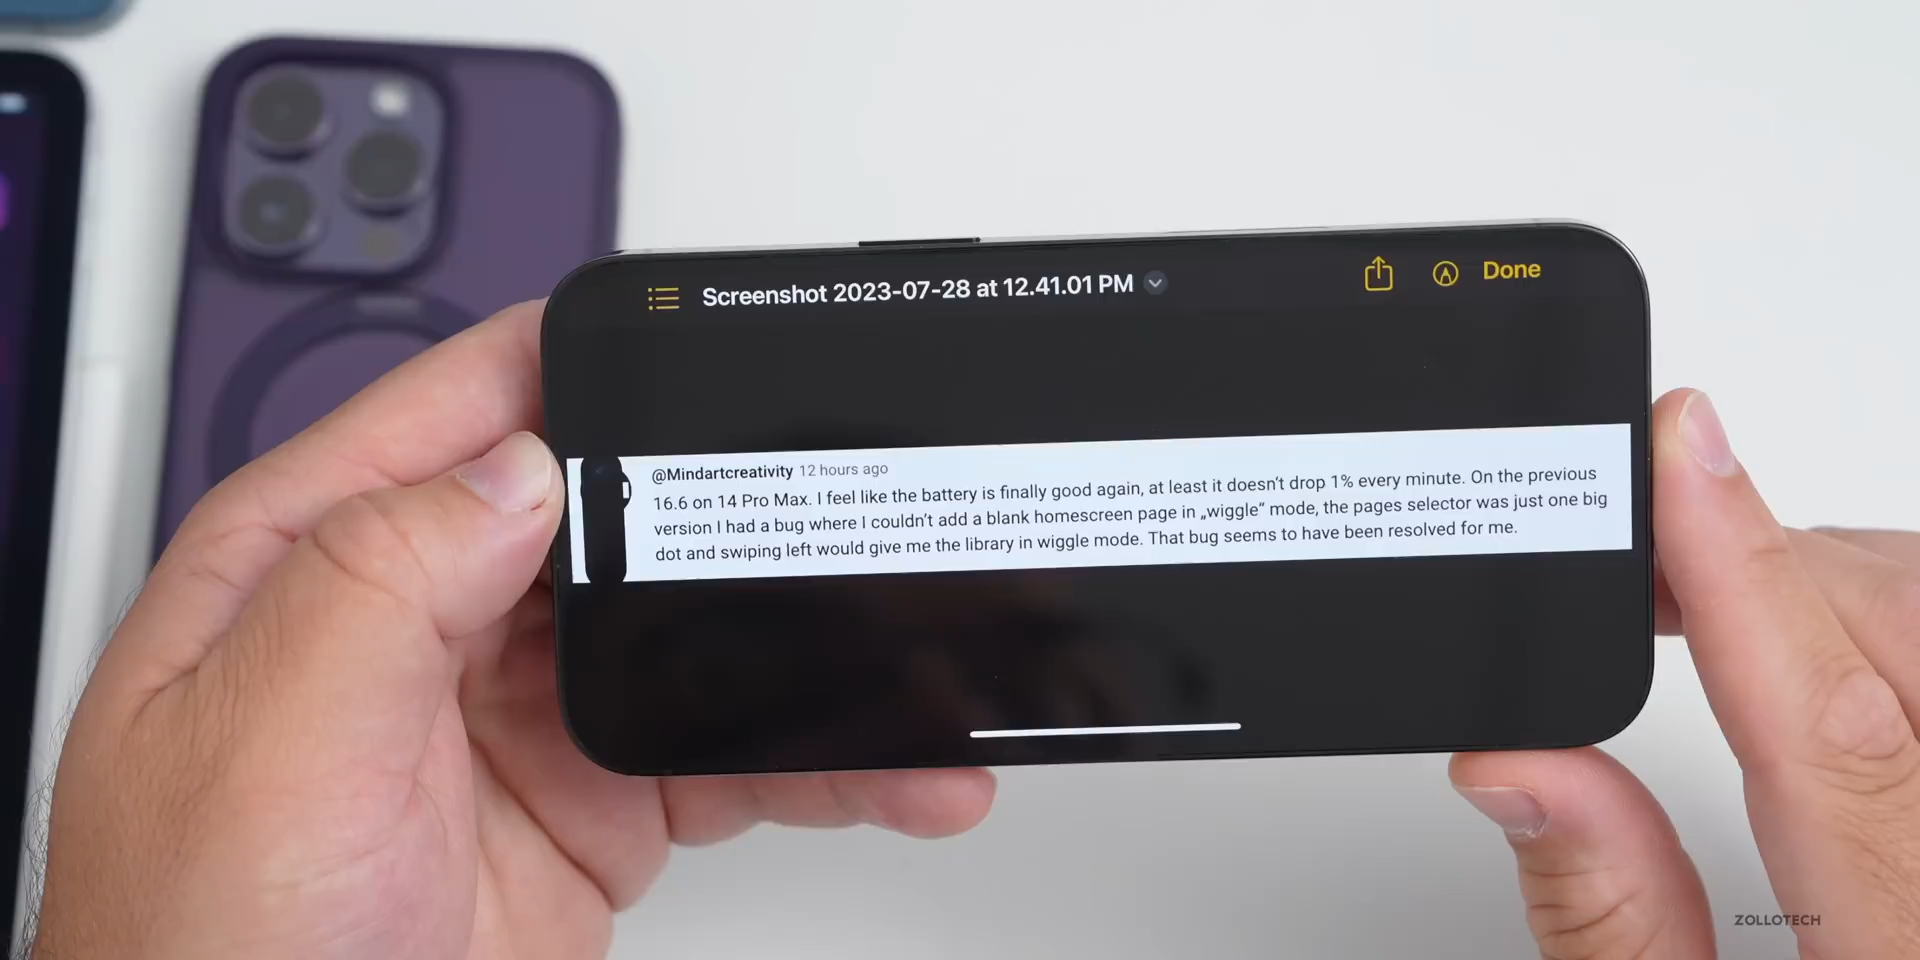 Screenshot 2023-07-28 at 12.41.01 PM
Done
@Mindartcreativity 12 hours ago
16.6 on 14 Pro Max. I feel like the battery is finally good again, at least it doesn't drop 1% every minute. On the previous
version I had a bug where I couldn't add a blank homescreen page in „wiggle“ mode, the pages selector was just one big
dot and swiping left would give me the library in wiggle mode. That bug seems to have been resolved for me.
ZOLLOTECH